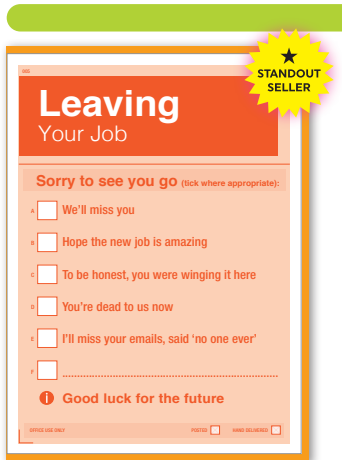 ★
STANDOUT
SELLER
Leaving
Your Job
Sorry to see you go (tick where appropriate):
A We'll miss you
B Hope the new job is amazing
C To be honest, you were winging it here
D You're dead to us now
E I'll miss your emails, said ‘no one ever’
F ......................................................................
i Good luck for the future
OFFICE USE ONLY POSTED HAND DELIVERED